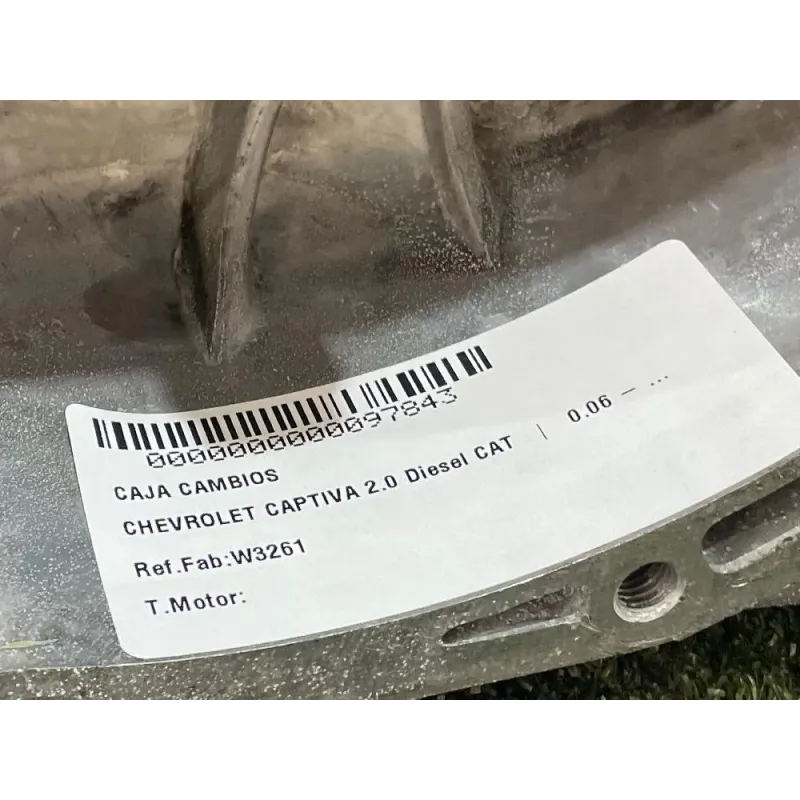 0000000000097843
CAJA CAMBIOS
CHEVROLET CAPTIVA 2.0 Diesel CAT | 0.06 – ...
Ref.Fab:W3261
T.Motor: